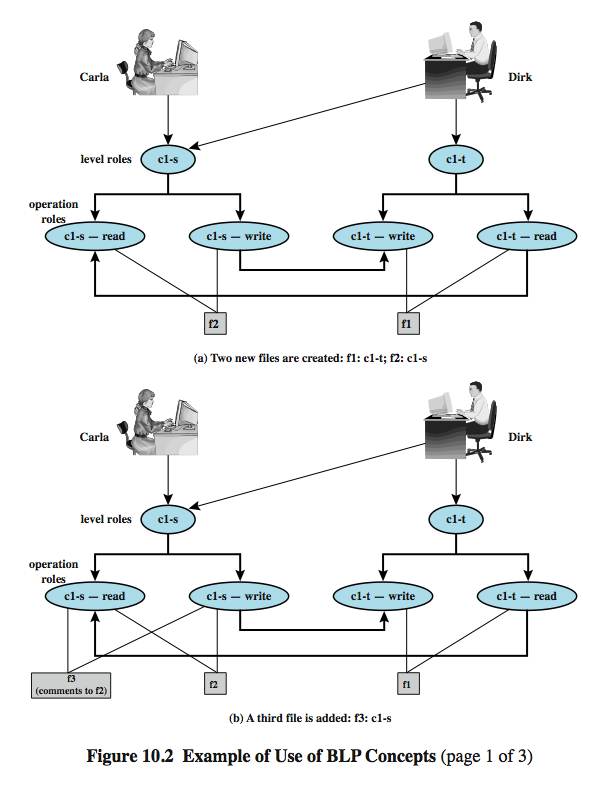 Carla
Dirk
level roles
c1-s
c1-t
operation
roles
c1-s — read
c1-s — write
c1-t — write
c1-t — read
f2
f1
(a) Two new files are created: f1: c1-t; f2: c1-s
Carla
Dirk
level roles
c1-s
c1-t
operation
roles
c1-s — read
c1-s — write
c1-t — write
c1-t — read
f3
(comments to f2)
f2
f1
(b) A third file is added: f3: c1-s
Figure 10.2 Example of Use of BLP Concepts (page 1 of 3)